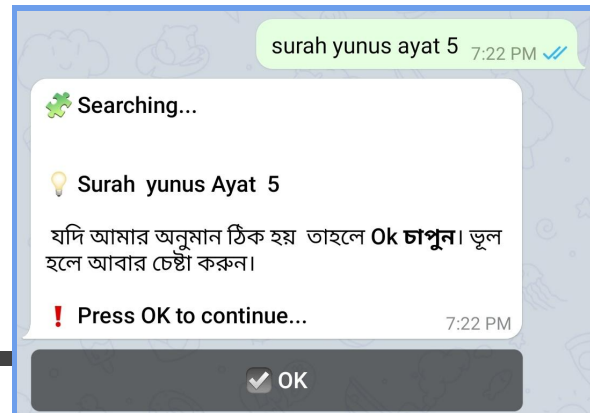 surah yunus ayat 5 7:22 PM
🧩 Searching...
💡 Surah yunus Ayat 5
যদি আমার অনুমান ঠিক হয় তাহলে Ok চাপুন। ভূল
হলে আবার চেষ্টা করুন।
❗ Press OK to continue...
7:22 PM
☑ OK